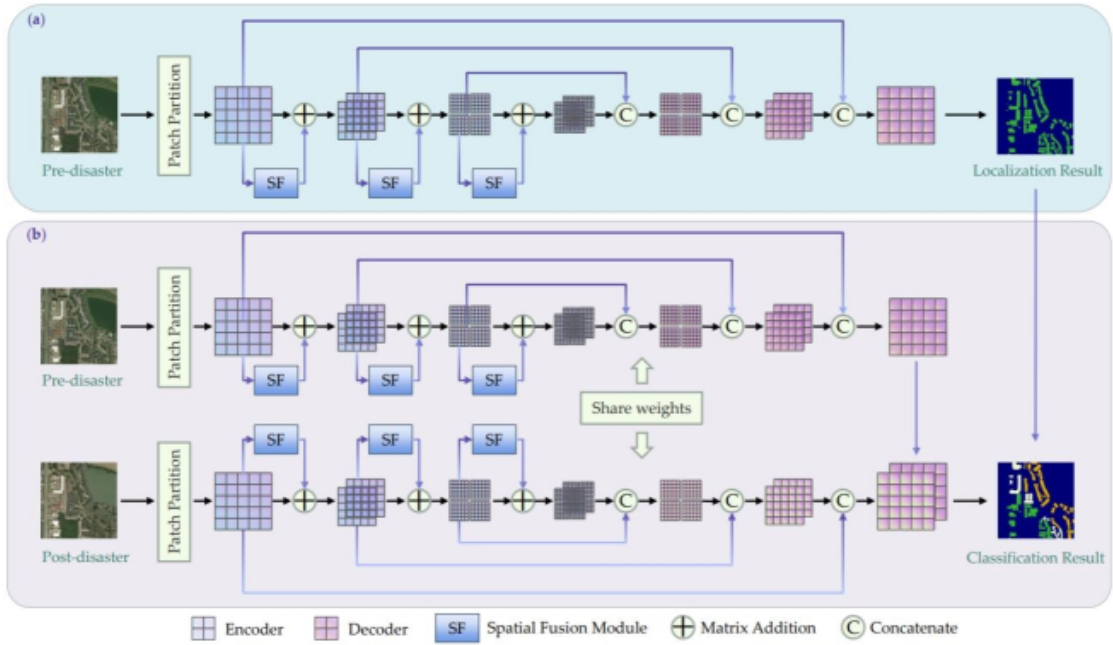 (a)
Patch Partition
Pre-disaster
SF
SF
SF
C
C
C
Localization Result
(b)
Patch Partition
Pre-disaster
SF
SF
SF
C
C
C
Share weights
Patch Partition
Post-disaster
SF
SF
SF
C
C
C
Classification Result
Encoder
Decoder
SF Spatial Fusion Module
Matrix Addition
C Concatenate